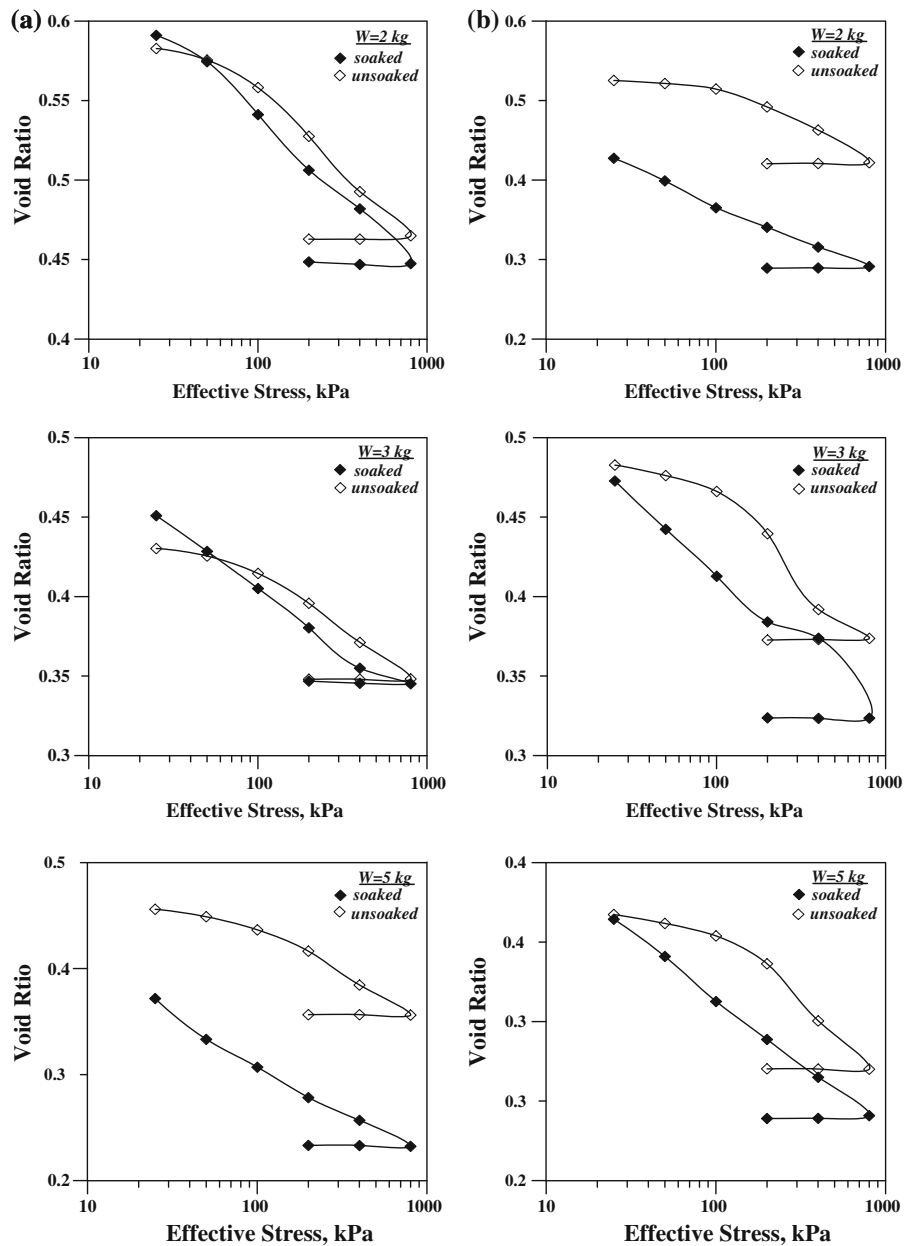 (a)
0.6
0.55
0.5
0.45
0.4
Void Ratio
W=2 kg
soaked
unsoaked
10 100 1000
Effective Stress, kPa
(b)
0.6
0.5
0.4
0.3
0.2
Void Ratio
W=2 kg
soaked
unsoaked
10 100 1000
Effective Stress, kPa
0.5
0.45
0.4
0.35
0.3
Void Ratio
W=3 kg
soaked
unsoaked
10 100 1000
Effective Stress, kPa
0.5
0.45
0.4
0.35
0.3
Void Ratio
W=3 kg
soaked
unsoaked
10 100 1000
Effective Stress, kPa
0.5
0.4
0.3
0.2
Void Rtio
W=5 kg
soaked
unsoaked
10 100 1000
Effective Stress, kPa
0.4
0.4
0.3
0.3
0.2
Void Ratio
W=5 kg
soaked
unsoaked
10 100 1000
Effective Stress, kPa